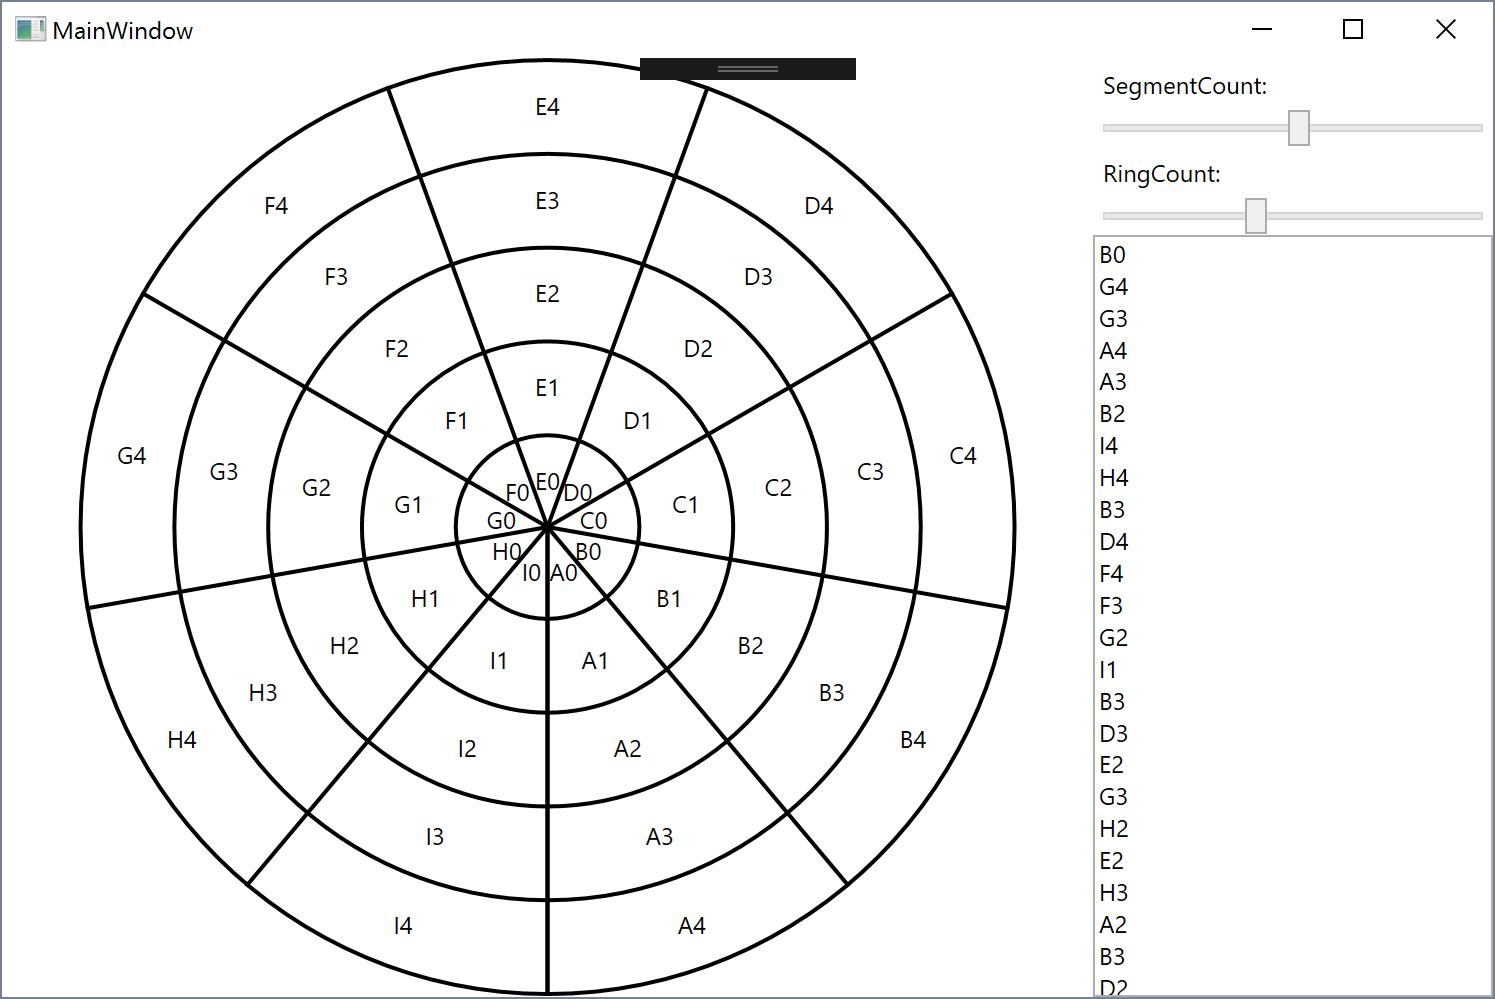 MainWindow
SegmentCount:
RingCount:
E4
F4
D4
E3
F3
D3
E2
F2
D2
E1
F1
D1
G4
C4
G3
C3
G2
C2
G1
C1
E0
F0
D0
G0
C0
H0
B0
I0
A0
H1
B1
H2
B2
I1
A1
H3
B3
H4
B4
I2
A2
I3
A3
I4
A4
B0
G4
G3
A4
A3
B2
I4
H4
B3
D4
F4
F3
G2
I1
B3
D3
E2
G3
H2
E2
H3
A2
B3
D2